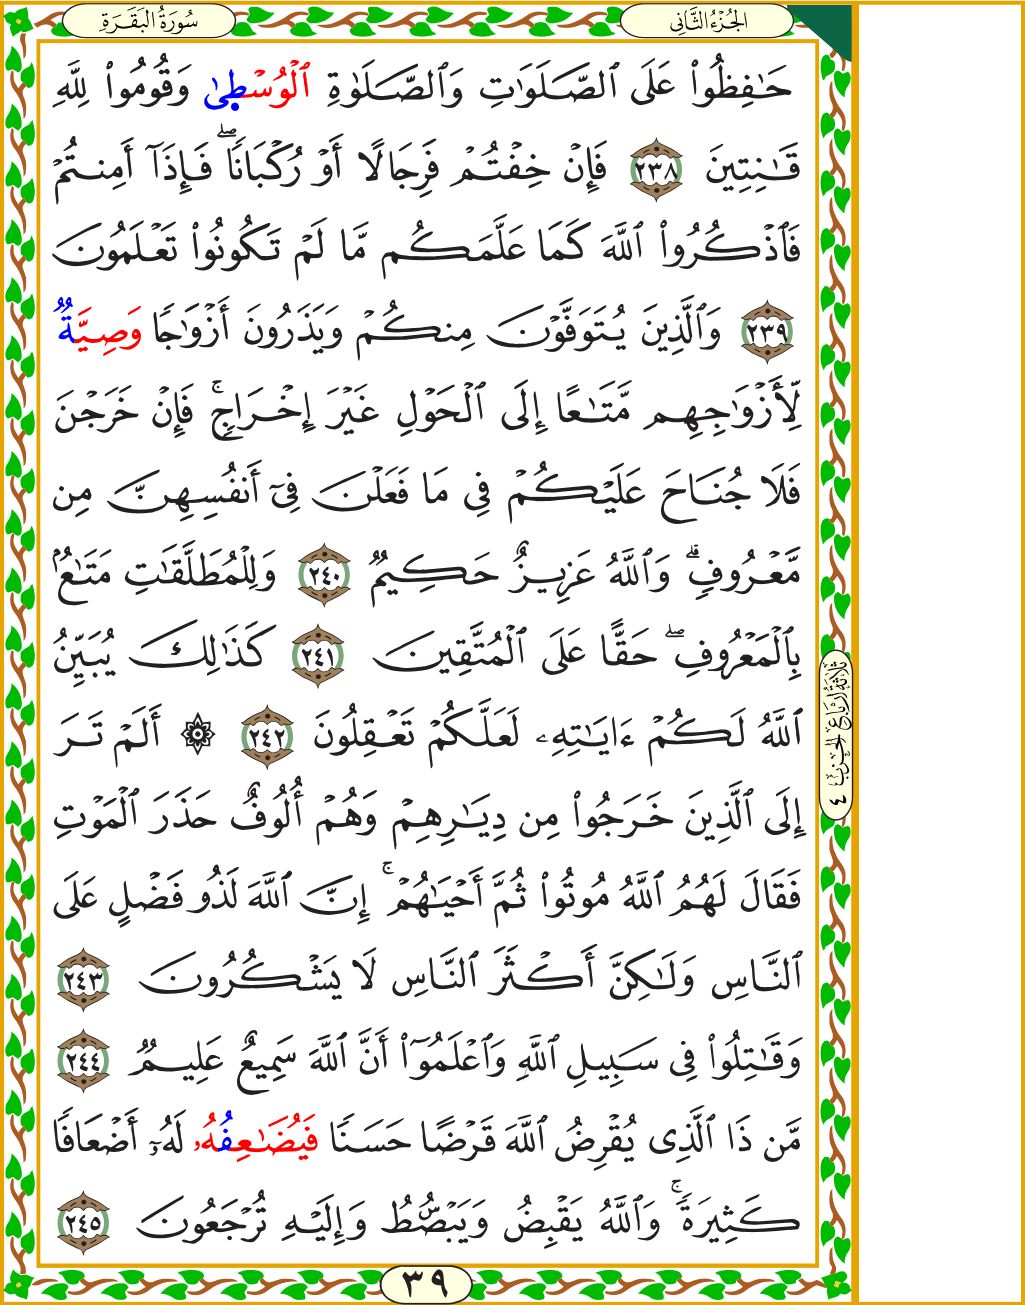 سُورَةُ البَقَرَةِ
الجُزْءُ الثَّانِي
حَٰفِظُوا۟ عَلَى ٱلصَّلَوَٰتِ وَٱلصَّلَوٰةِ ٱلْوُسْطِىٰ وَقُومُوا۟ لِلَّهِ
قَٰنِتِينَ ٢٣٨ فَإِنْ خِفْتُمْ فَرِجَالًا أَوْ رُكْبَانًا ۖ فَإِذَآ أَمِنتُمْ
فَٱذْكُرُوا۟ ٱللَّهَ كَمَا عَلَّمَكُم مَّا لَمْ تَكُونُوا۟ تَعْلَمُونَ
٢٣٩ وَٱلَّذِينَ يُتَوَفَّوْنَ مِنكُمْ وَيَذَرُونَ أَزْوَٰجًا وَصِيَّةٌ
لِّأَزْوَٰجِهِم مَّتَٰعًا إِلَى ٱلْحَوْلِ غَيْرَ إِخْرَاجٍ ۚ فَإِنْ خَرَجْنَ
فَلَا جُنَاحَ عَلَيْكُمْ فِى مَا فَعَلْنَ فِىٓ أَنفُسِهِنَّ مِن
مَّعْرُوفٍ ۗ وَٱللَّهُ عَزِيزٌ حَكِيمٌ ٢٤٠ وَلِلْمُطَلَّقَٰتِ مَتَٰعٌۢ
بِٱلْمَعْرُوفِ ۖ حَقًّا عَلَى ٱلْمُتَّقِينَ ٢٤١ كَذَٰلِكَ يُبَيِّنُ
ٱللَّهُ لَكُمْ ءَايَٰتِهِۦ لَعَلَّكُمْ تَعْقِلُونَ ٢٤٢ ۞ أَلَمْ تَرَ
إِلَى ٱلَّذِينَ خَرَجُوا۟ مِن دِيَٰرِهِمْ وَهُمْ أُلُوفٌ حَذَرَ ٱلْمَوْتِ
فَقَالَ لَهُمُ ٱللَّهُ مُوتُوا۟ ثُمَّ أَحْيَٰهُمْ ۚ إِنَّ ٱللَّهَ لَذُو فَضْلٍ عَلَى
ٱلنَّاسِ وَلَٰكِنَّ أَكْثَرَ ٱلنَّاسِ لَا يَشْكُرُونَ ٢٤٣
وَقَٰتِلُوا۟ فِى سَبِيلِ ٱللَّهِ وَٱعْلَمُوٓا۟ أَنَّ ٱللَّهَ سَمِيعٌ عَلِيمٌ ٢٤٤
مَّن ذَا ٱلَّذِى يُقْرِضُ ٱللَّهَ قَرْضًا حَسَنًا فَيُضَٰعِفُهُۥ لَهُۥٓ أَضْعَافًا
كَثِيرَةً ۚ وَٱللَّهُ يَقْبِضُ وَيَبْصُۜطُ وَإِلَيْهِ تُرْجَعُونَ ٢٤٥
ثَلَاثَةُ أَرْبَاعِ الحِزْبِ ٤
٣٩